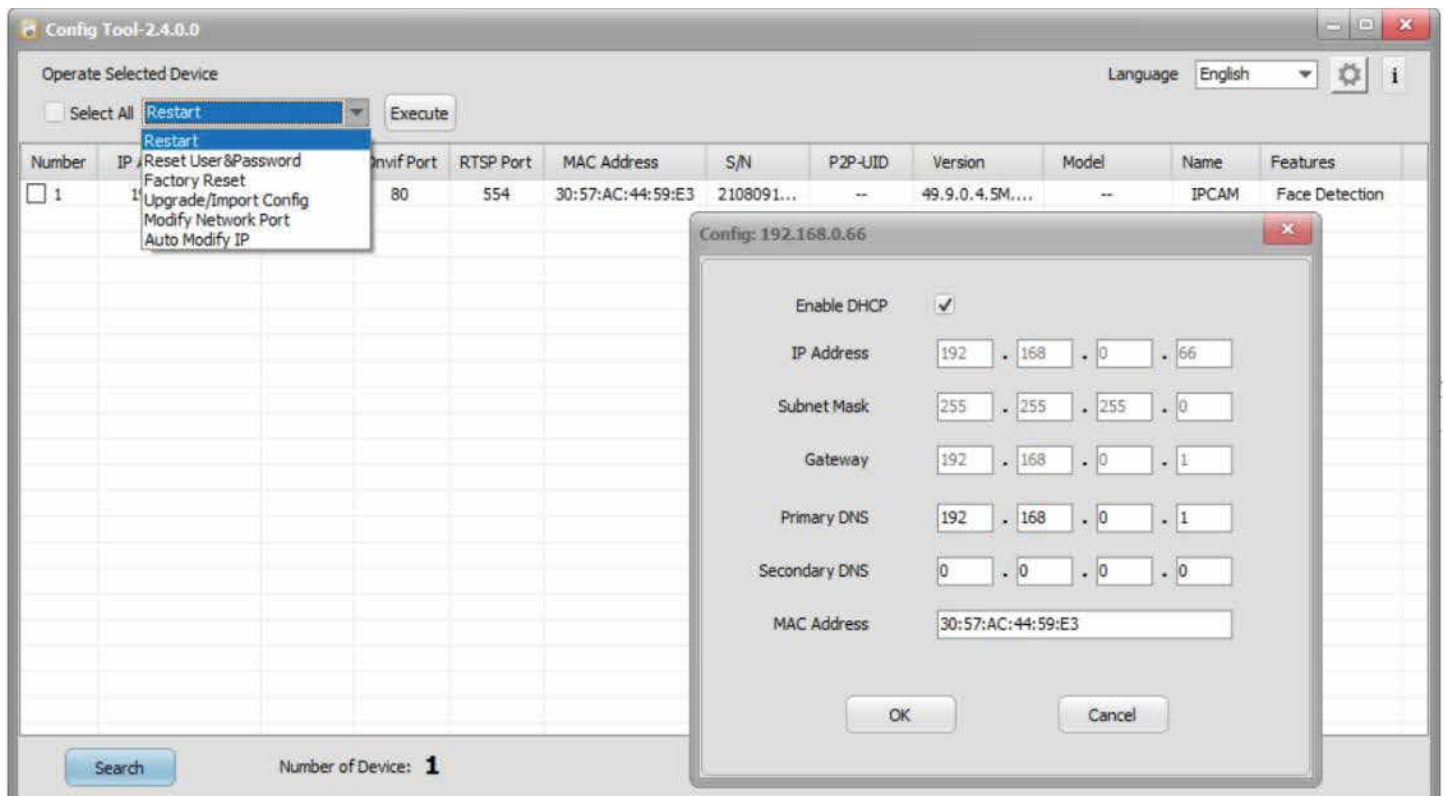 Config Tool-2.4.0.0
Operate Selected Device
Language English i
Select All Restart Execute
Restart
Reset User&Password
Factory Reset
Upgrade/Import Config
Modify Network Port
Auto Modify IP
Number IP Port RTSP Port MAC Address S/N P2P-UID Version Model Name Features
1 80 554 30:57:AC:44:59:E3 2108091... -- 49.9.0.4.5M.... -- IPCAM Face Detection
Config: 192.168.0.66
Enable DHCP
IP Address 192 . 168 . 0 . 66
Subnet Mask 255 . 255 . 255 . 0
Gateway 192 . 168 . 0 . 1
Primary DNS 192 . 168 . 0 . 1
Secondary DNS 0 . 0 . 0 . 0
MAC Address 30:57:AC:44:59:E3
OK Cancel
Search Number of Device: 1